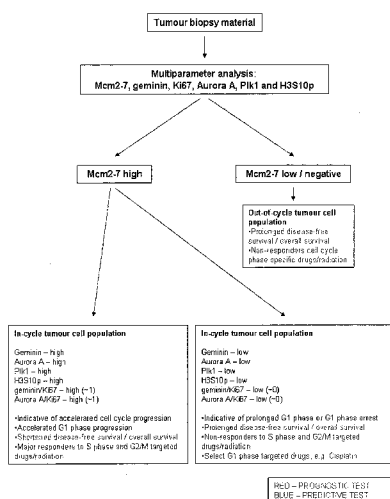 Tumour biopsy material
Multiparameter analysis:
Mcm2-7, geminin, Ki67, Aurora A, Plk1 and H3S10p
Mcm2-7 high
Mcm2-7 low / negative
Out-of-cycle tumour cell
population
•Prolonged disease-free
survival / overall survival
•Non-responders cell cycle
phase specific drugs/radiation
In-cycle tumour cell population
Geminin – high
Aurora A – high
Plk1 – high
H3S10p – high
geminin/Ki67 – high (~1)
Aurora A/Ki67 – high (~1)
•Indicative of accelerated cell cycle progression
•Accelerated G1 phase progression
•Shortened disease-free survival / overall survival
•Major responders to S phase and G2/M targeted
drugs/radiation
In-cycle tumour cell population
Geminin – low
Aurora A – low
Plk1 – low
H3S10p – low
geminin/Ki67 – low (~0)
Aurora A/Ki67 – low (~0)
•Indicative of prolonged G1 phase or G1 phase arrest
•Prolonged disease-free survival / overall survival
•Non-responders to S phase and G2/M targeted
drugs/radiation
•Select G1 phase targeted drugs, e.g. Cisplatin
RED – PROGNOSTIC TEST
BLUE – PREDICTIVE TEST